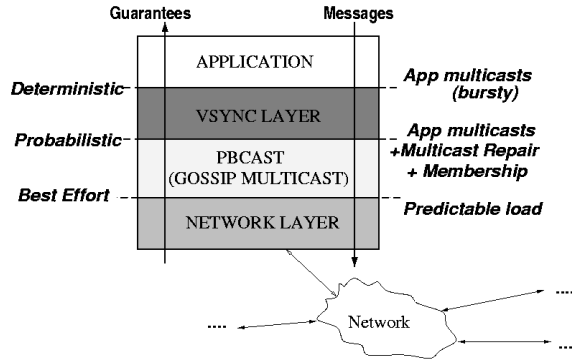 Guarantees
Messages
APPLICATION
Deterministic
App multicasts
(bursty)
VSYNC LAYER
Probabilistic
App multicasts
+Multicast Repair
+ Membership
PBCAST
(GOSSIP MULTICAST)
Best Effort
Predictable load
NETWORK LAYER
Network
....
....
...